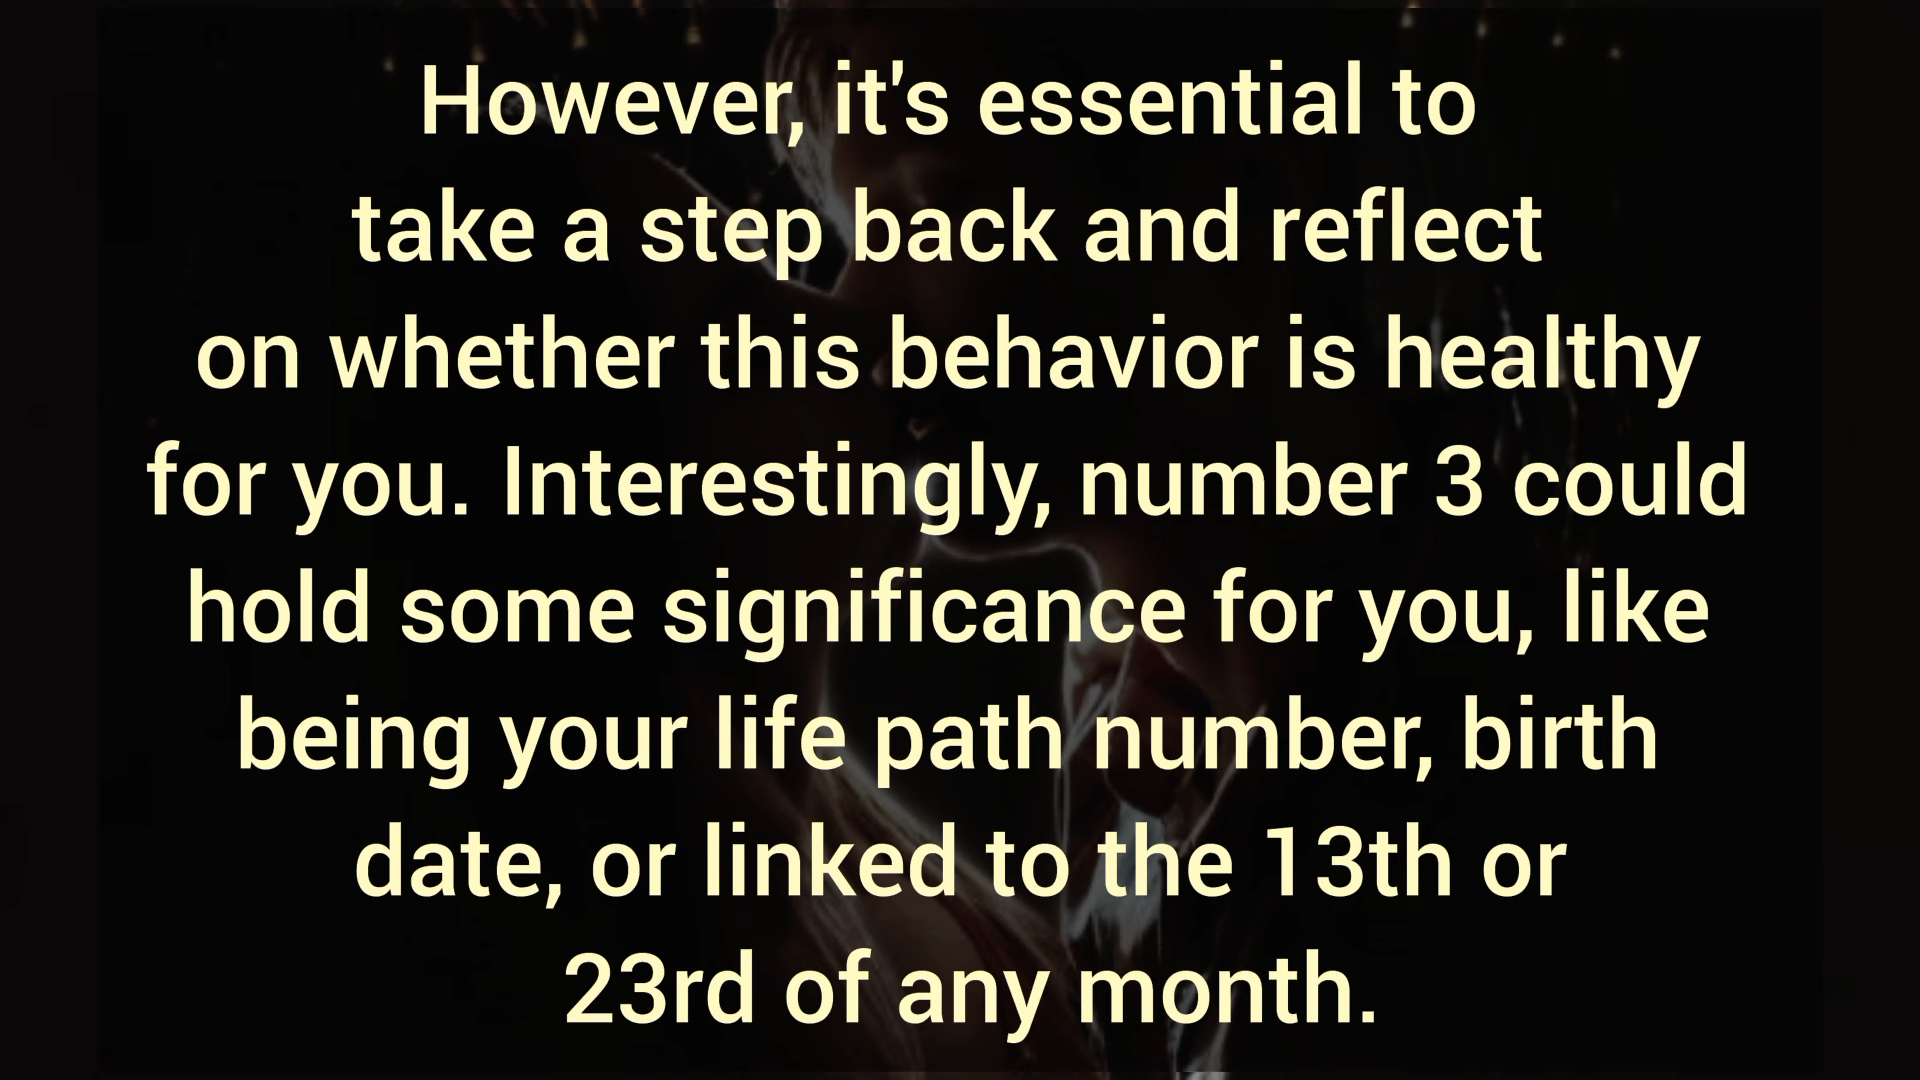 However, it's essential to
take a step back and reflect
on whether this behavior is healthy
for you. Interestingly, number 3 could
hold some significance for you, like
being your life path number, birth
date, or linked to the 13th or
23rd of any month.